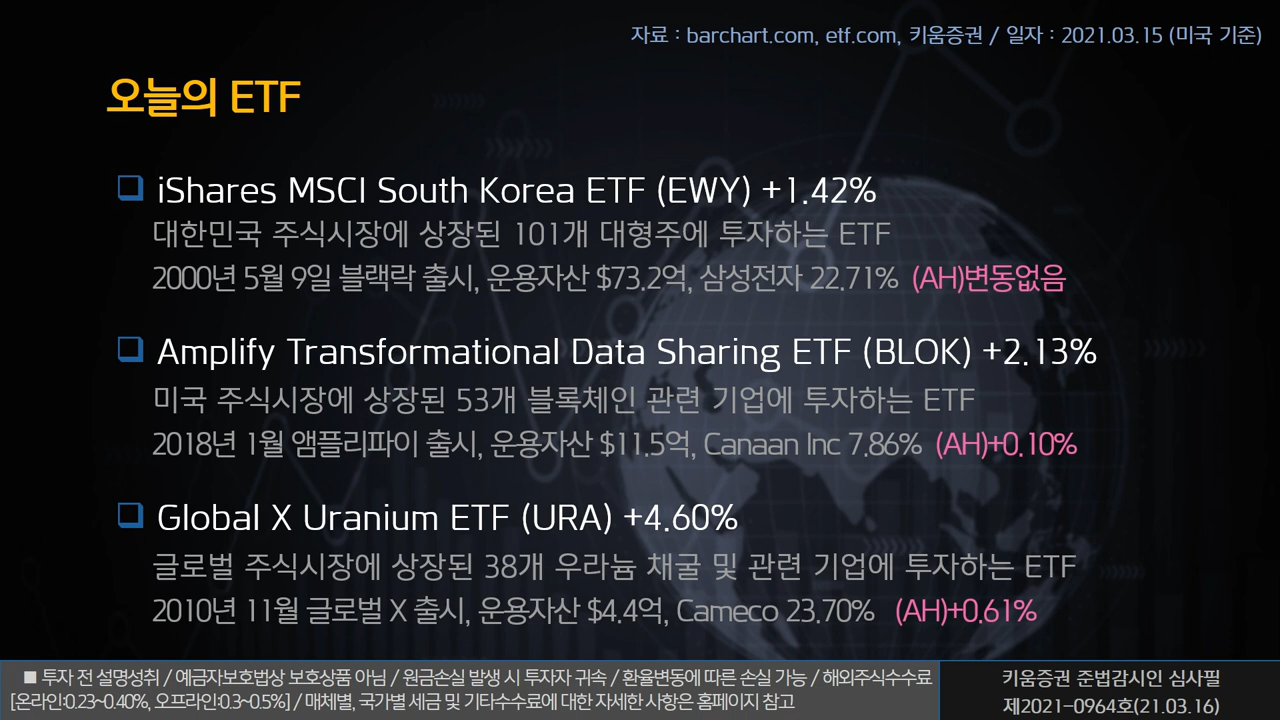 자료 : barchart.com, etf.com, 키움증권 / 일자 : 2021.03.15 (미국 기준)
오늘의 ETF
❑ iShares MSCI South Korea ETF (EWY) +1.42%
대한민국 주식시장에 상장된 101개 대형주에 투자하는 ETF
2000년 5월 9일 블랙락 출시, 운용자산 $73.2억, 삼성전자 22.71% (AH)변동없음
❑ Amplify Transformational Data Sharing ETF (BLOK) +2.13%
미국 주식시장에 상장된 53개 블록체인 관련 기업에 투자하는 ETF
2018년 1월 앰플리파이 출시, 운용자산 $11.5억, Canaan Inc 7.86% (AH)+0.10%
❑ Global X Uranium ETF (URA) +4.60%
글로벌 주식시장에 상장된 38개 우라늄 채굴 및 관련 기업에 투자하는 ETF
2010년 11월 글로벌 X 출시, 운용자산 $4.4억, Cameco 23.70% (AH)+0.61%
■ 투자 전 설명성취 / 예금자보호법상 보호상품 아님 / 원금손실 발생 시 투자자 귀속 / 환율변동에 따른 손실 가능 / 해외주식수수료
[온라인:0.23~0.40%, 오프라인:0.3~0.5%] / 매체별, 국가별 세금 및 기타수수료에 대한 자세한 사항은 홈페이지 참고
키움증권 준법감시인 심사필
제2021-0964호(21.03.16)